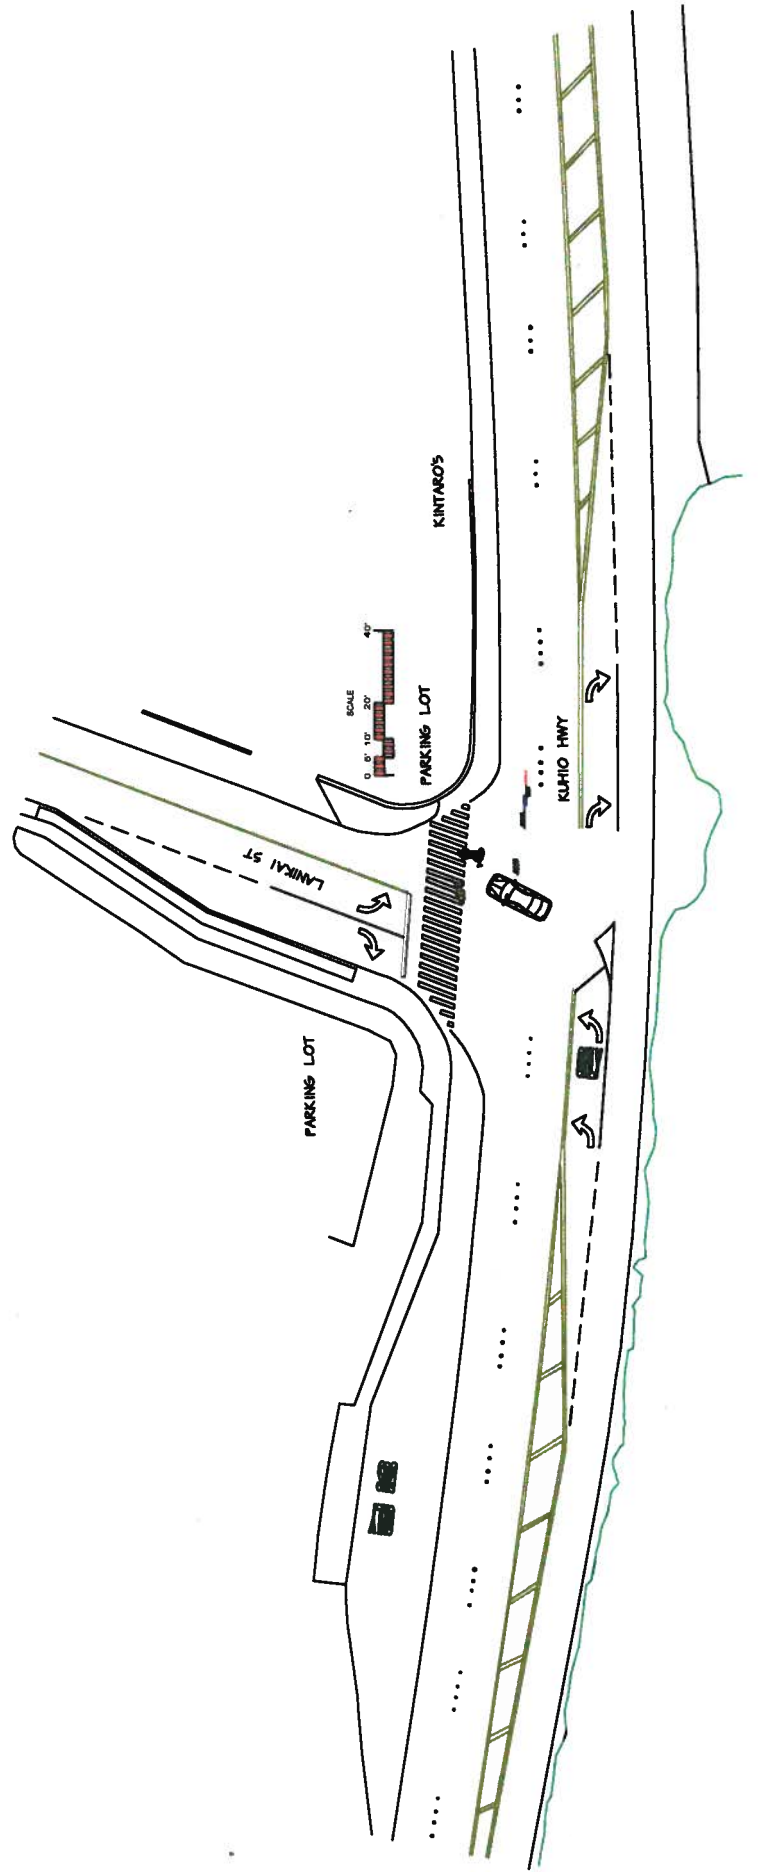 KINTARO'S
SCALE
0 5' 10' 20' 40'
PARKING LOT
KUHIO HWY
LANIKAI ST
PARKING LOT